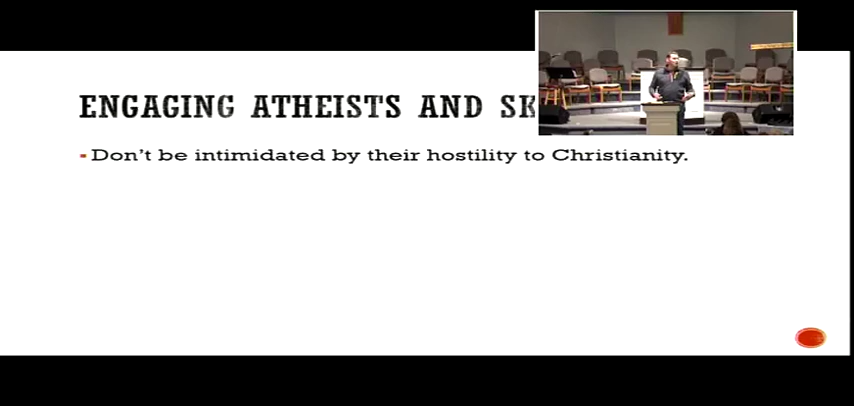 ENGAGING ATHEISTS AND SK
Don't be intimidated by their hostility to Christianity.